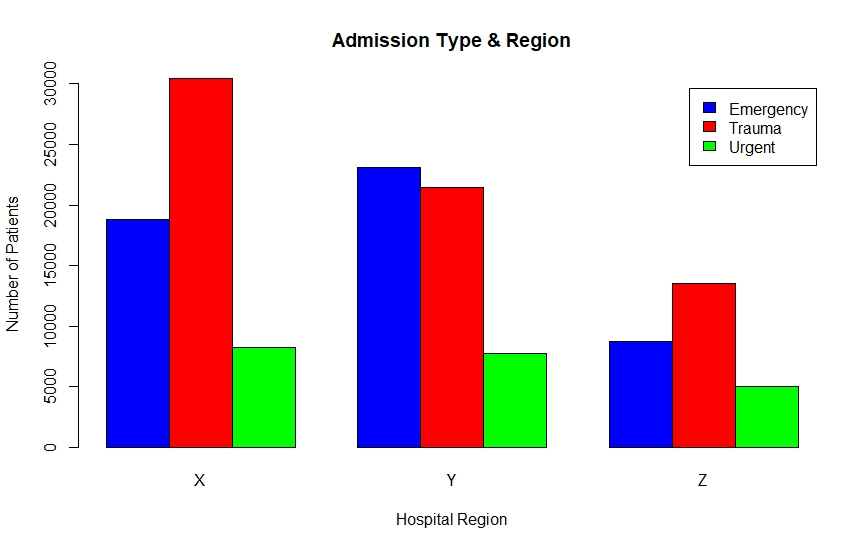 Admission Type & Region
Emergency
Trauma
Urgent
Number of Patients
30000
25000
20000
15000
10000
5000
0
X Y Z
Hospital Region